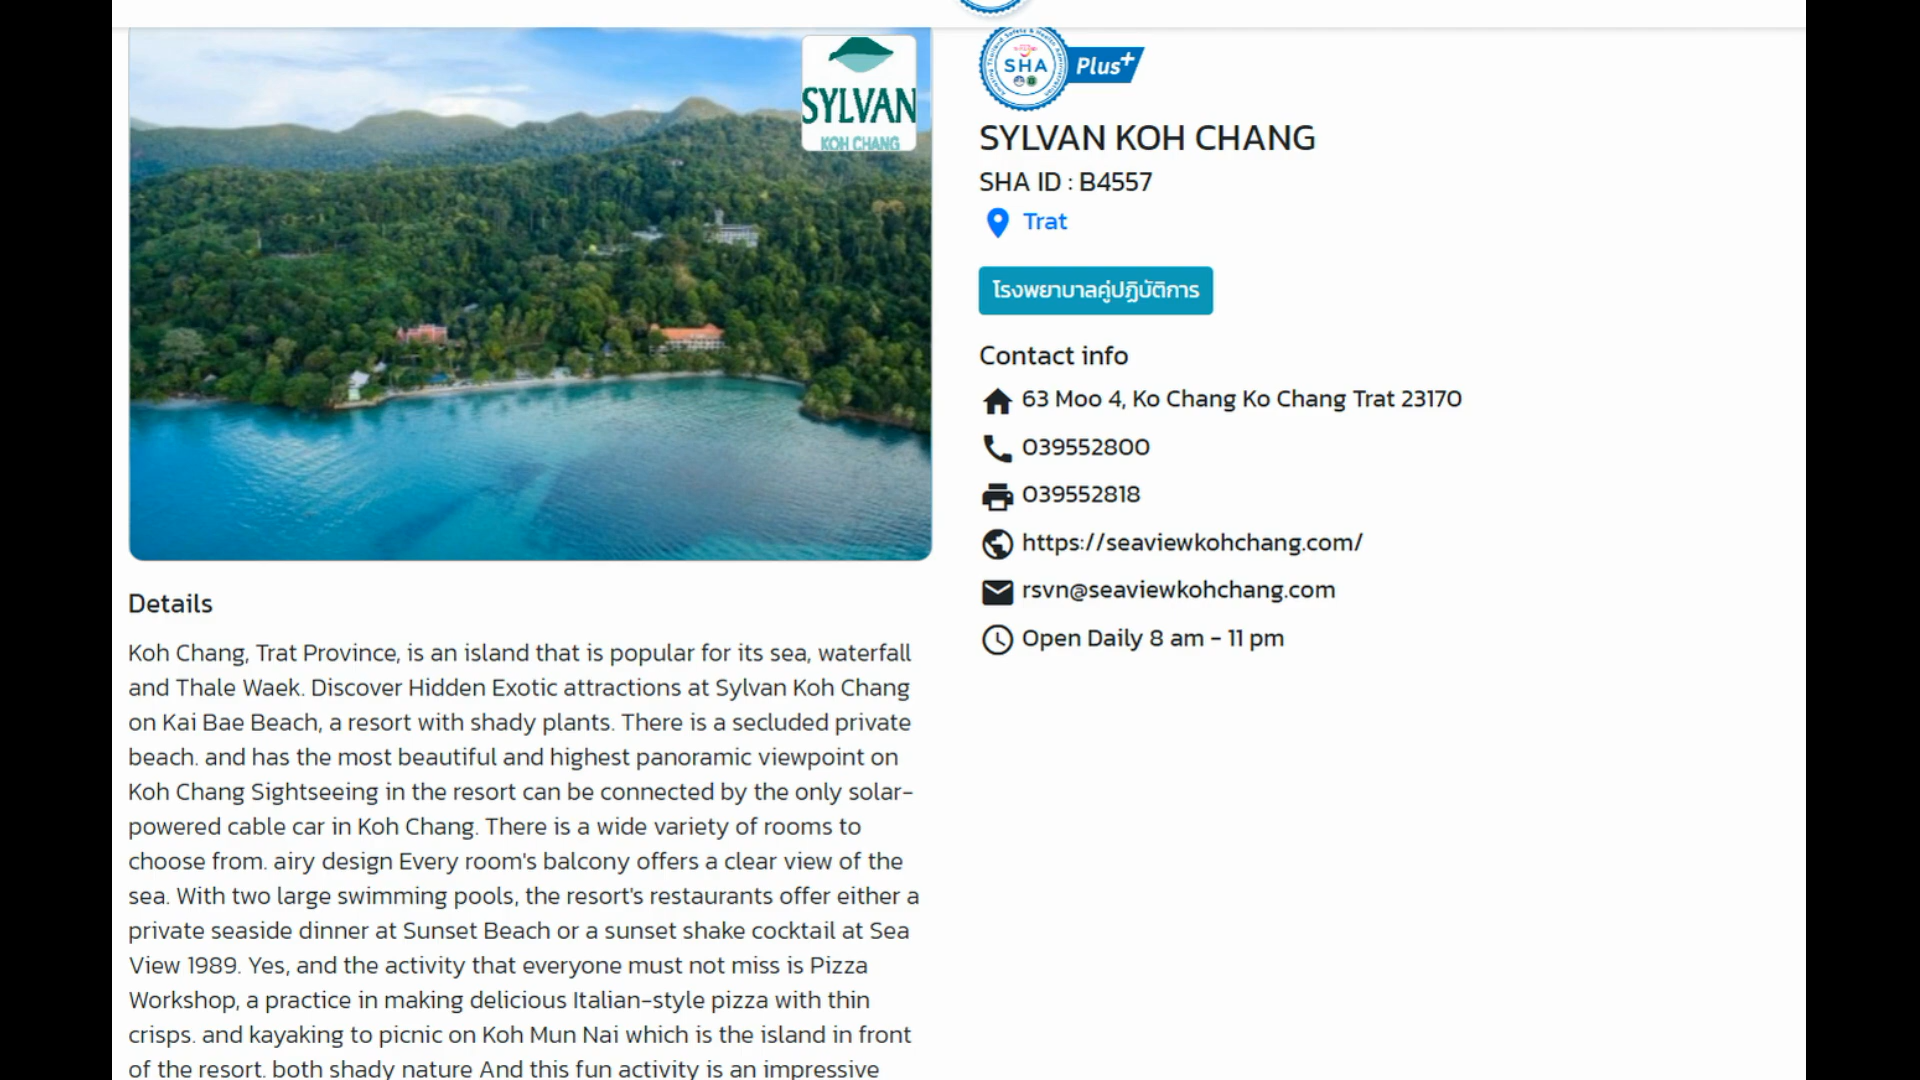 SYLVAN
KOH CHANG
Details
Koh Chang, Trat Province, is an island that is popular for its sea, waterfall
and Thale Waek. Discover Hidden Exotic attractions at Sylvan Koh Chang
on Kai Bae Beach, a resort with shady plants. There is a secluded private
beach. and has the most beautiful and highest panoramic viewpoint on
Koh Chang Sightseeing in the resort can be connected by the only solar-
powered cable car in Koh Chang. There is a wide variety of rooms to
choose from. airy design Every room's balcony offers a clear view of the
sea. With two large swimming pools, the resort's restaurants offer either a
private seaside dinner at Sunset Beach or a sunset shake cocktail at Sea
View 1989. Yes, and the activity that everyone must not miss is Pizza
Workshop, a practice in making delicious Italian-style pizza with thin
crisps. and kayaking to picnic on Koh Mun Nai which is the island in front
of the resort. both shady nature And this fun activity is an impressive
SHA Plus+
SYLVAN KOH CHANG
SHA ID : B4557
Trat
โรงพยาบาลคู่ปฏิบัติการ
Contact info
63 Moo 4, Ko Chang Ko Chang Trat 23170
039552800
039552818
https://seaviewkohchang.com/
rsvn@seaviewkohchang.com
Open Daily 8 am - 11 pm